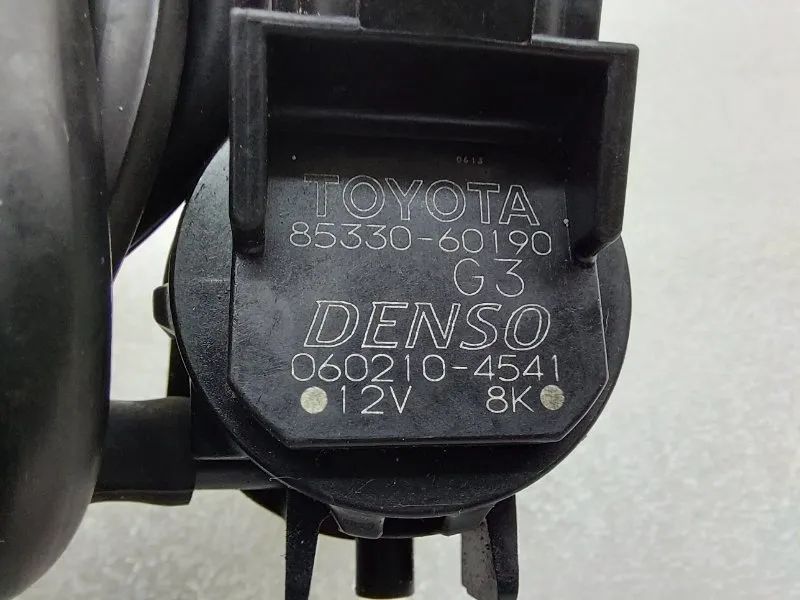 0613
TOYOTA
85330-60190
G3
DENSO
060210-4541
12V 8K